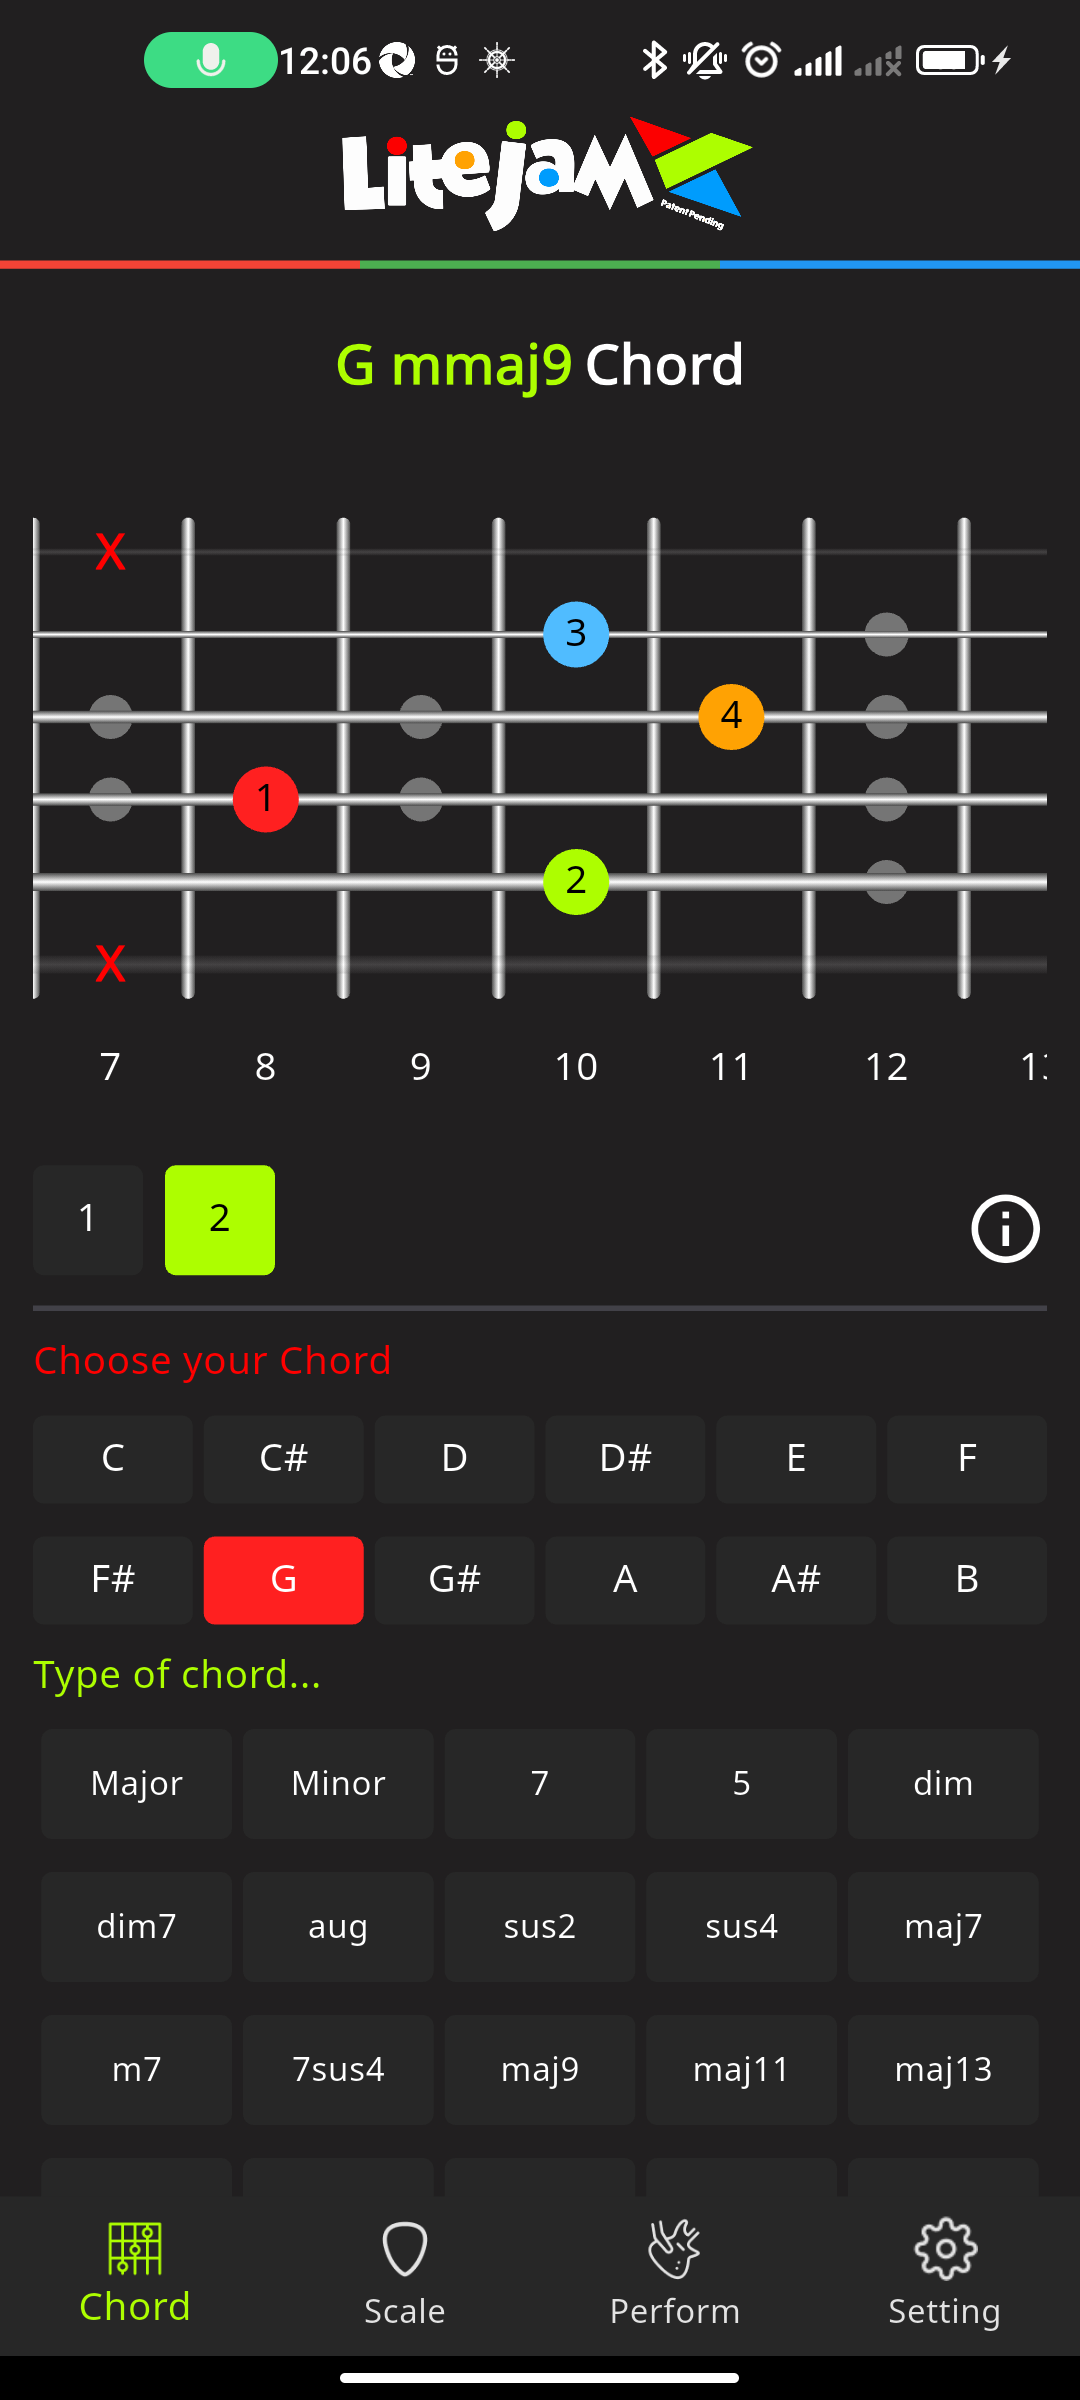 12:06
Litejam
Patent Pending
G mmaj9 Chord
X
3
4
1
2
X
7 8 9 10 11 12
1 2
Choose your Chord
C C# D D# E F
F# G G# A A# B
Type of chord...
Major Minor 7 5 dim
dim7 aug sus2 sus4 maj7
m7 7sus4 maj9 maj11 maj13
Chord Scale Perform Setting